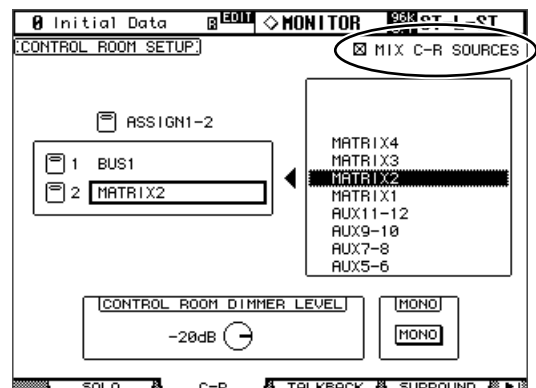 0 Initial Data EDIT ◇MONITOR 96k ST L-ST
CONTROL ROOM SETUP
☒ MIX C-R SOURCES
ASSIGN1-2
1 BUS1
2 MATRIX2
MATRIX4
MATRIX3
MATRIX2
MATRIX1
AUX11-12
AUX9-10
AUX7-8
AUX5-6
CONTROL ROOM DIMMER LEVEL
-20dB
MONO
MONO
SOLO C-R TALKBACK SURROUND